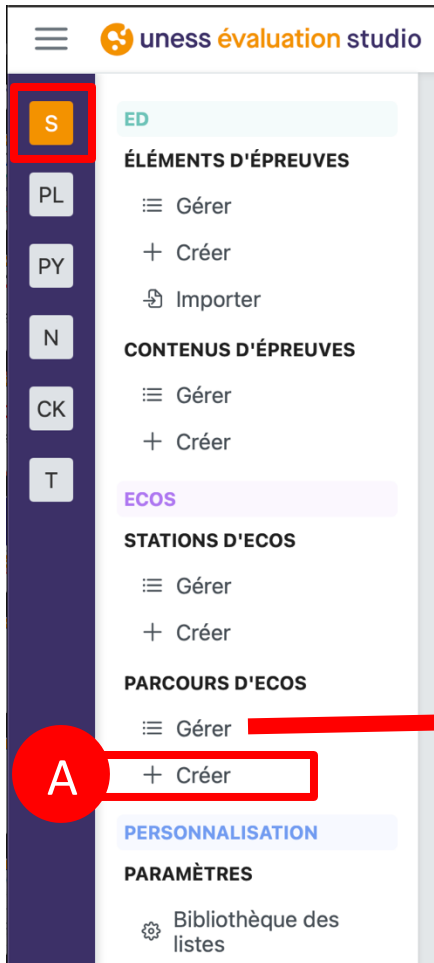 uness évaluation studio
S
PL
PY
N
CK
T
ED
ÉLÉMENTS D'ÉPREUVES
Gérer
Créer
Importer
CONTENUS D'ÉPREUVES
Gérer
Créer
ECOS
STATIONS D'ECOS
Gérer
Créer
PARCOURS D'ECOS
Gérer
A
Créer
PERSONNALISATION
PARAMÈTRES
Bibliothèque des
listes